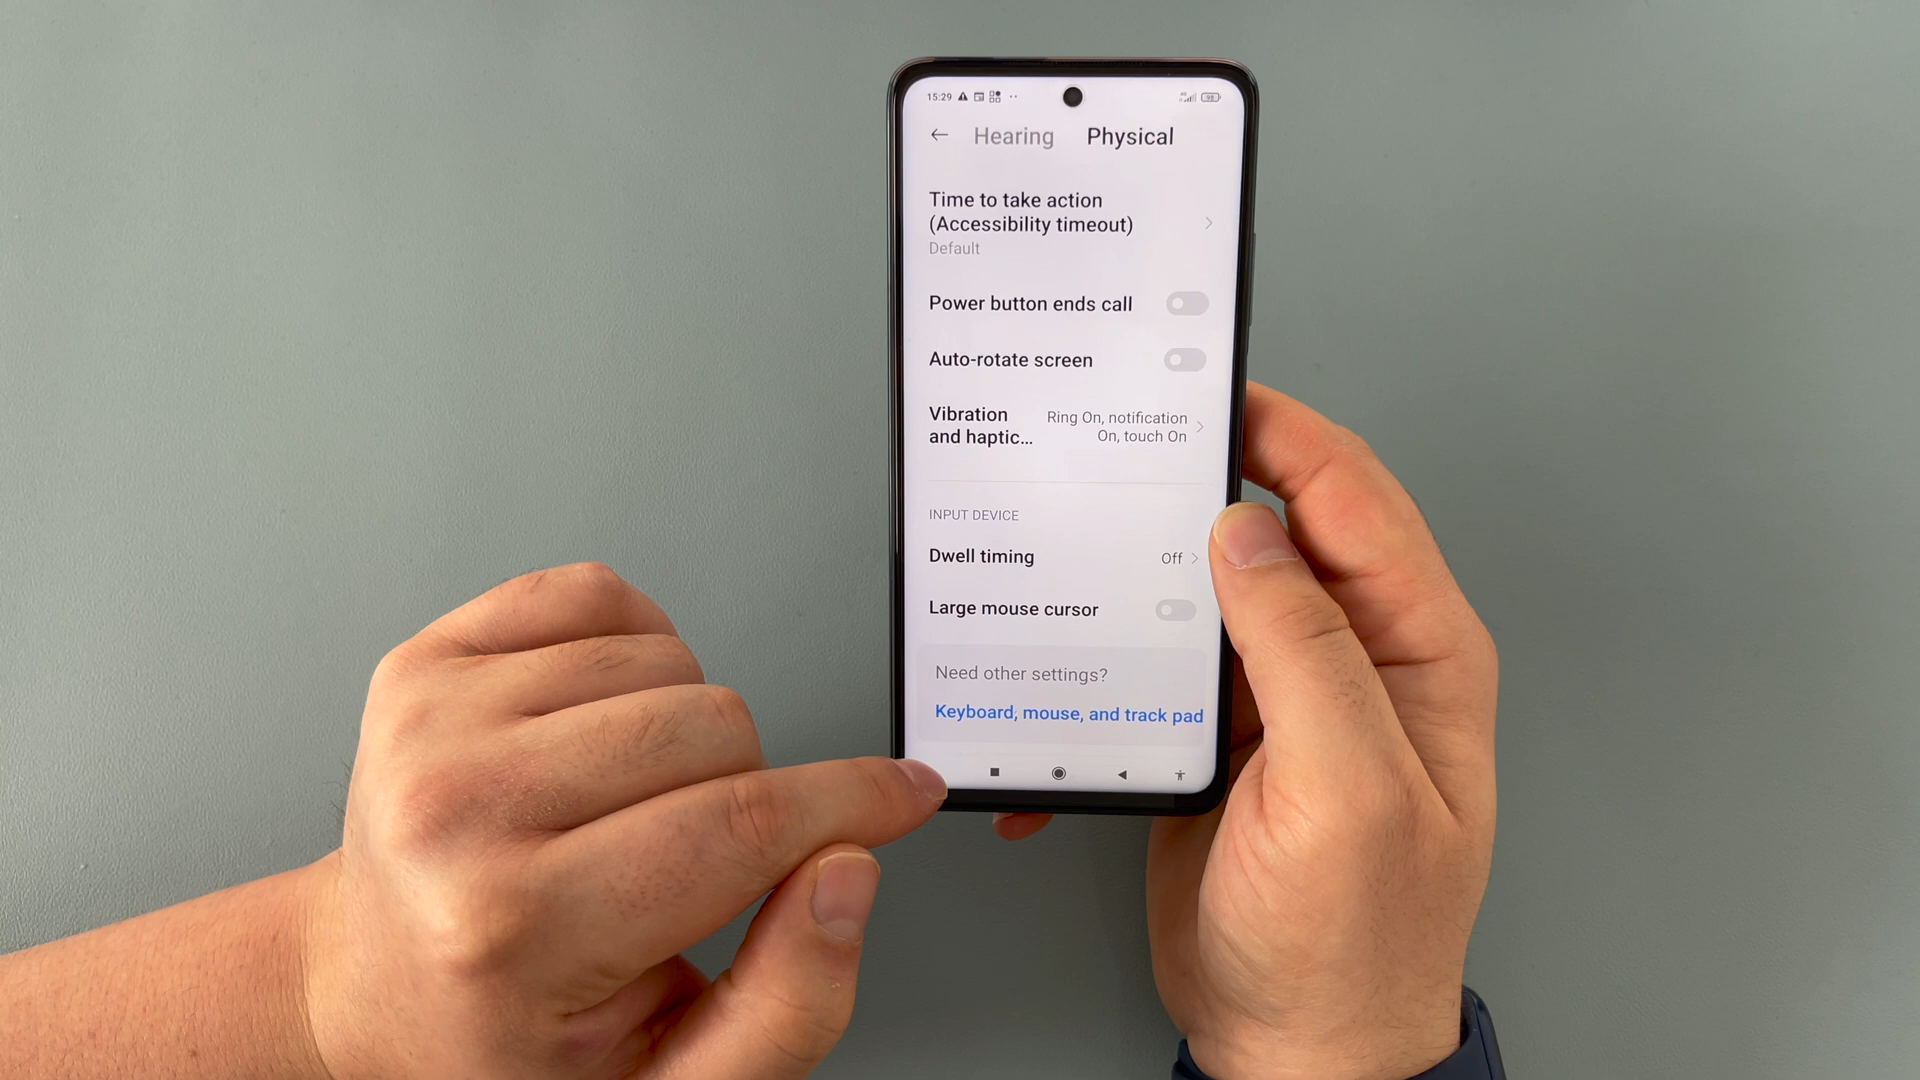 15:29
98
Hearing Physical
Time to take action
(Accessibility timeout)
Default
Power button ends call
Auto-rotate screen
Vibration
and haptic...
Ring On, notification
On, touch On
INPUT DEVICE
Dwell timing
Off
Large mouse cursor
Need other settings?
Keyboard, mouse, and track pad